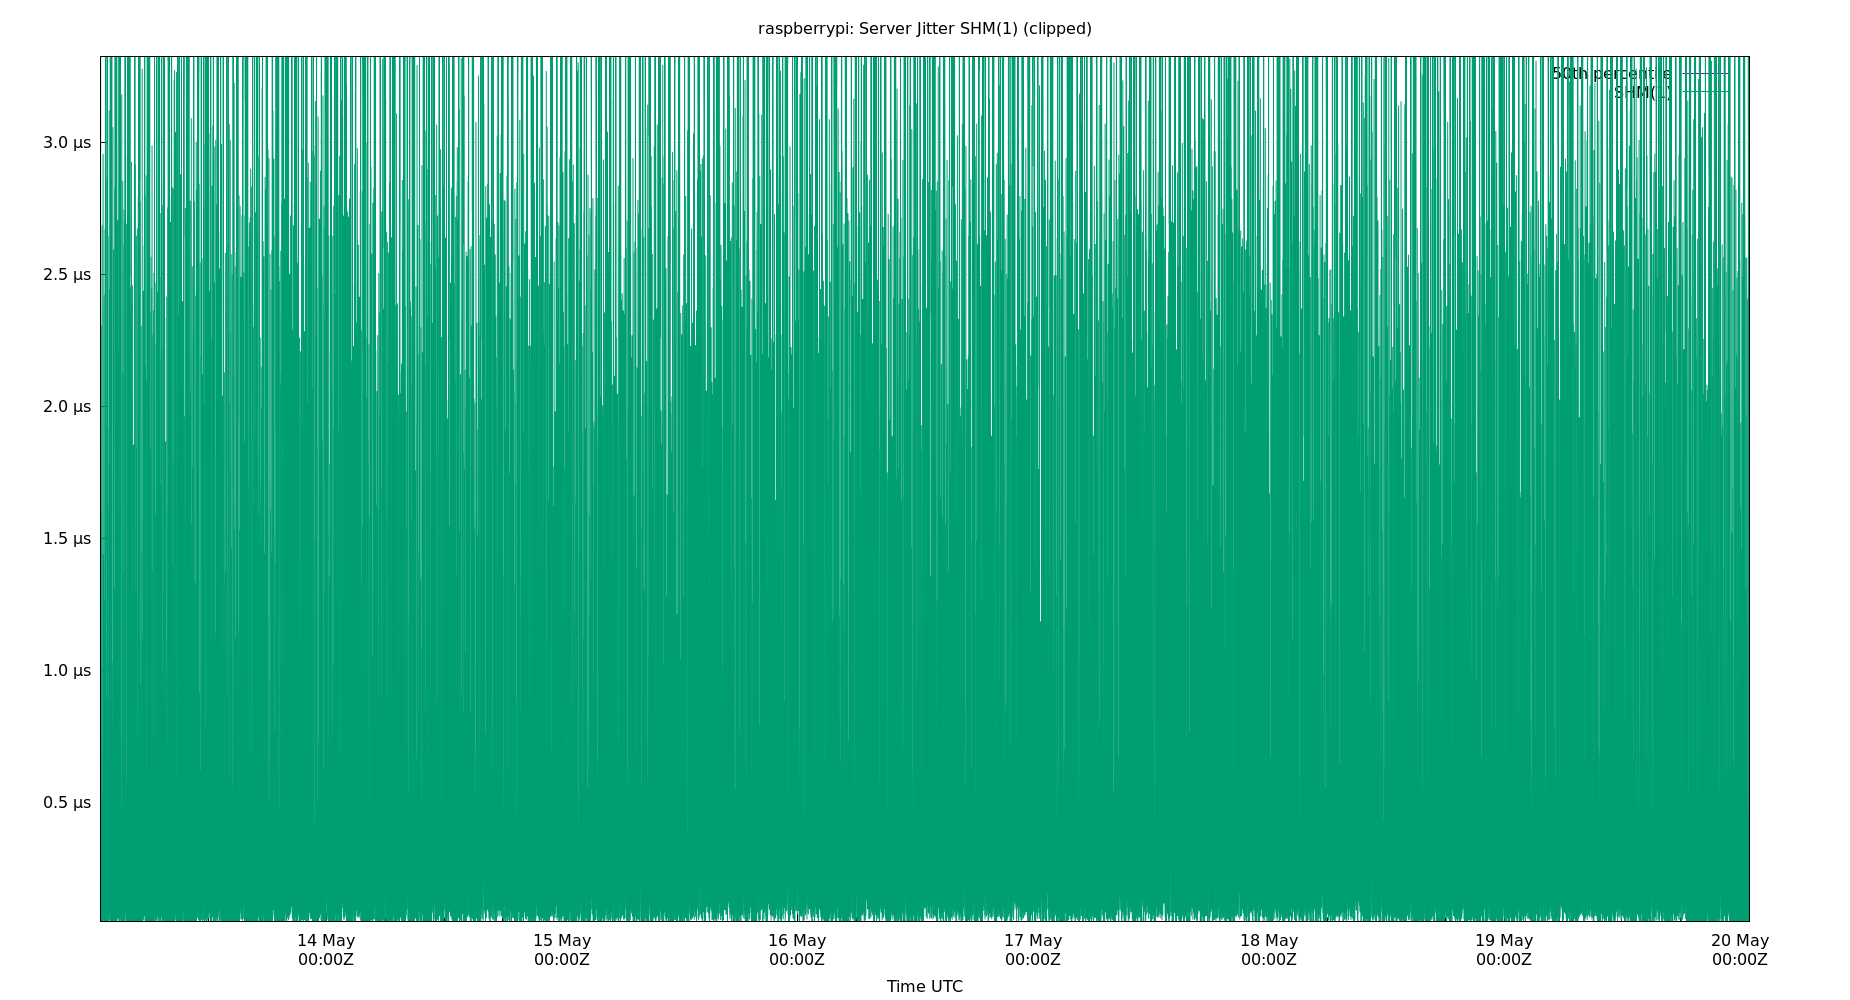 raspberrypi: Server Jitter SHM(1) (clipped)
50th percentile
SHM(1)
3.0 µs
2.5 µs
2.0 µs
1.5 µs
1.0 µs
0.5 µs
14 May 15 May 16 May 17 May 18 May 19 May 20 May
00:00Z 00:00Z 00:00Z 00:00Z 00:00Z 00:00Z 00:00Z
Time UTC